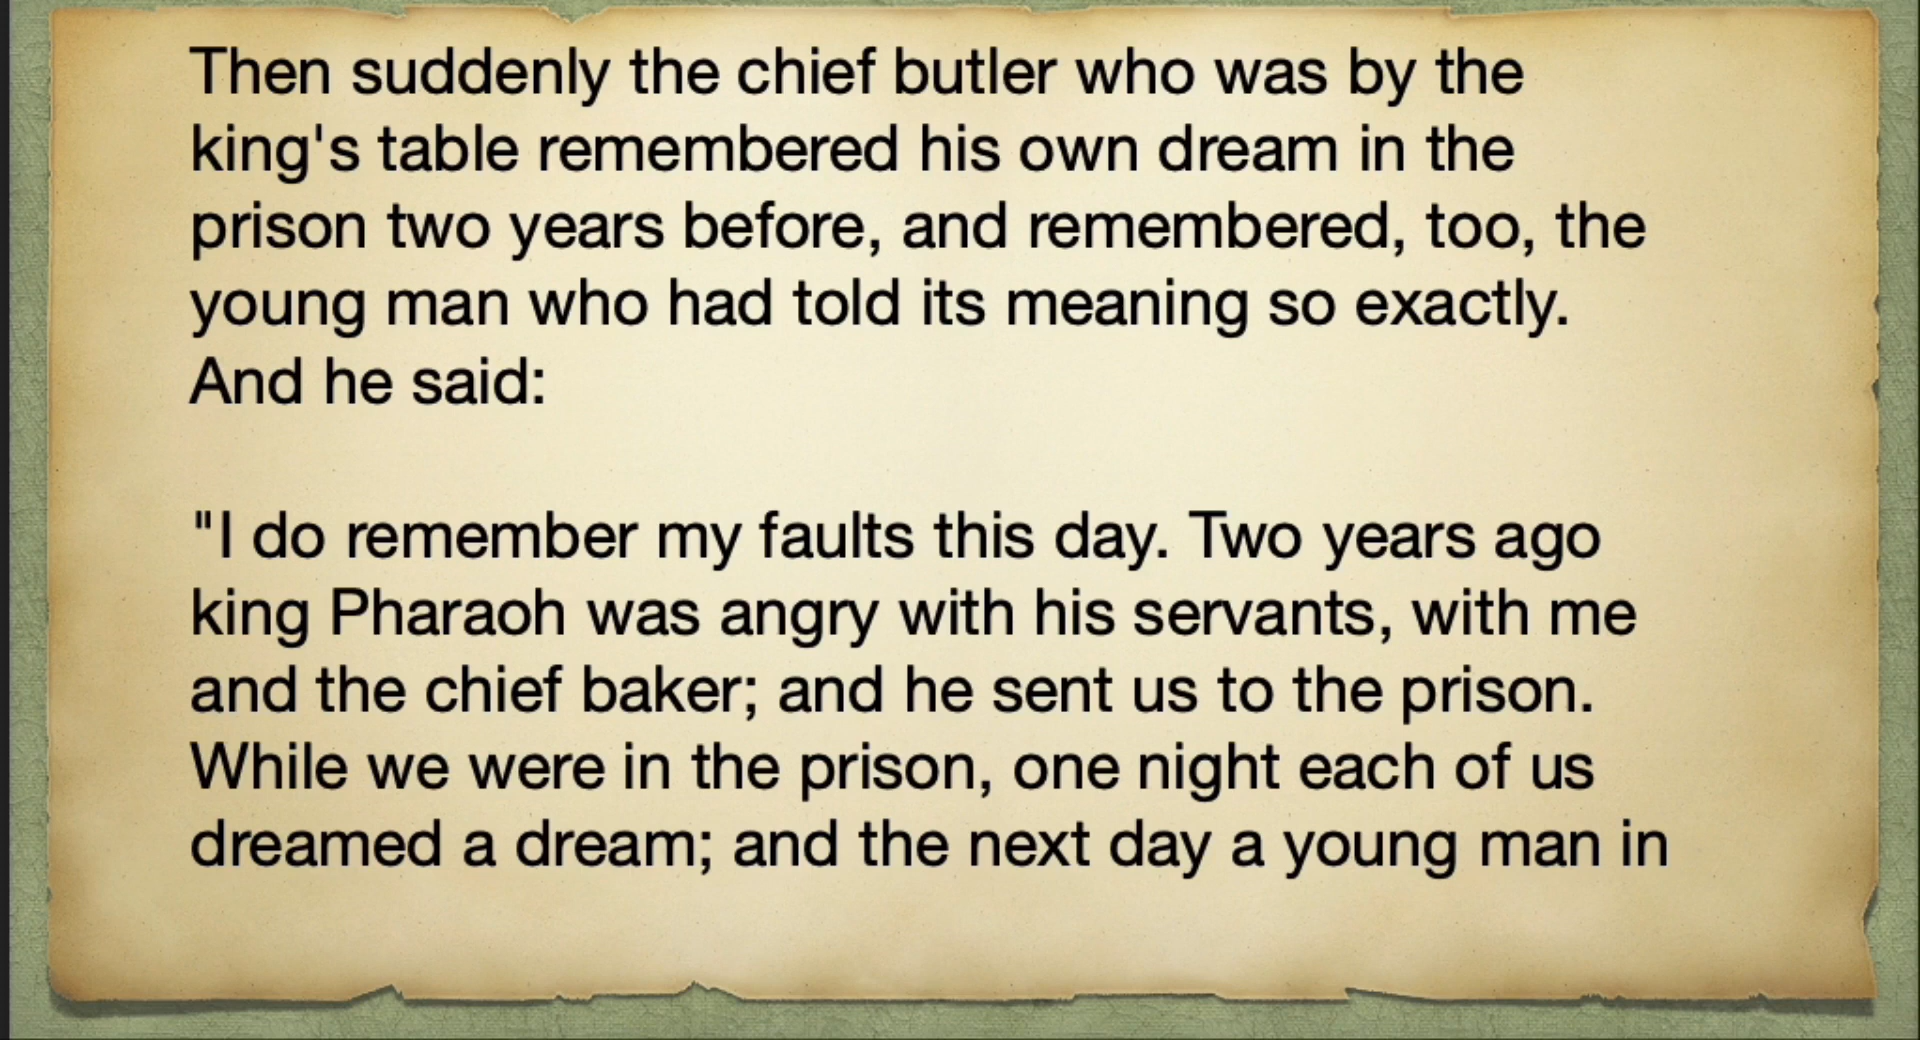 Then suddenly the chief butler who was by the
king's table remembered his own dream in the
prison two years before, and remembered, too, the
young man who had told its meaning so exactly.
And he said:
"I do remember my faults this day. Two years ago
king Pharaoh was angry with his servants, with me
and the chief baker; and he sent us to the prison.
While we were in the prison, one night each of us
dreamed a dream; and the next day a young man in